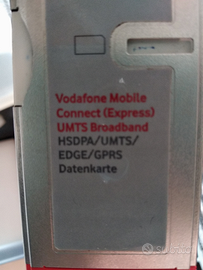 Vodafone Mobile
Connect (Express)
UMTS Broadband
HSDPA/UMTS/
EDGE/GPRS
Datenkarte